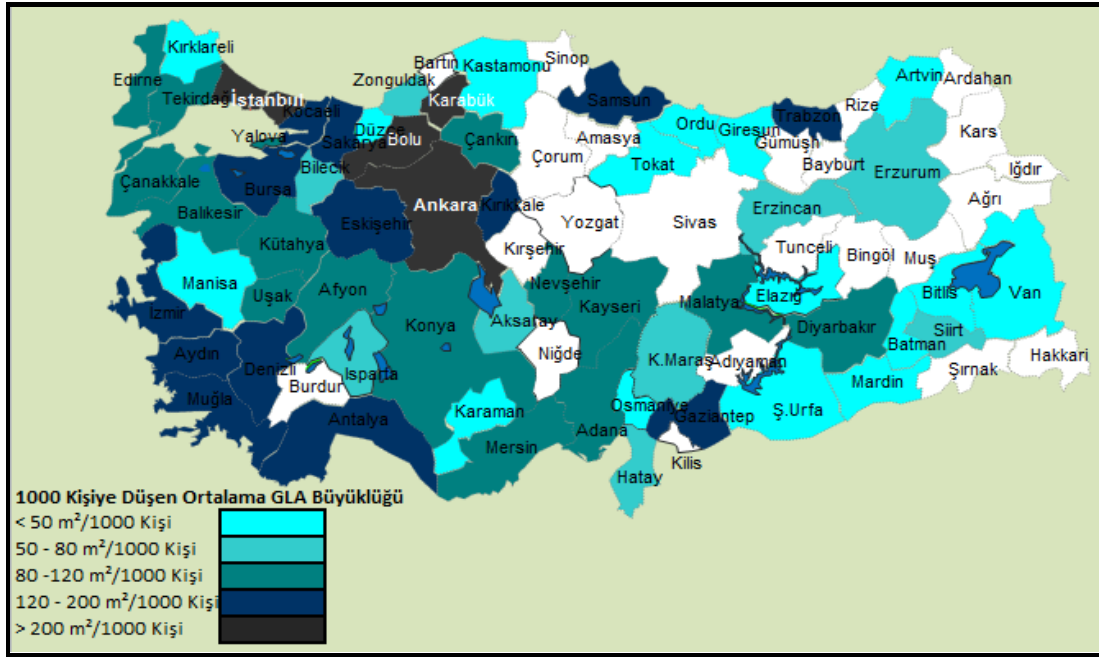 Kırklareli
Edirne
Tekirdağ
İstanbul
Kocaeli
Yalova
Sakarya
Düzce
Bolu
Zonguldak
Bartın
Karabük
Kastamonu
Sinop
Çankırı
Samsun
Amasya
Çorum
Tokat
Ordu
Giresun
Trabzon
Gümüşh
Rize
Bayburt
Artvin
Ardahan
Kars
Iğdır
Ağrı
Erzurum
Erzincan
Çanakkale
Balıkesir
Bursa
Bilecik
Eskişehir
Kütahya
Ankara
Kırıkkale
Kırşehir
Yozgat
Sivas
Tunceli
Bingöl
Muş
Bitlis
Van
Manisa
İzmir
Uşak
Afyon
Konya
Aksaray
Nevşehir
Kayseri
Niğde
Malatya
Elazığ
Diyarbakır
Batman
Siirt
Şırnak
Hakkari
Mardin
Aydın
Denizli
Muğla
Burdur
Isparta
Antalya
Karaman
Mersin
Adana
Osmaniye
K.Maraş
Adıyaman
Gaziantep
Kilis
Ş.Urfa
Hatay
1000 Kişiye Düşen Ortalama GLA Büyüklüğü
< 50 m²/1000 Kişi
50 - 80 m²/1000 Kişi
80 -120 m²/1000 Kişi
120 - 200 m²/1000 Kişi
> 200 m²/1000 Kişi